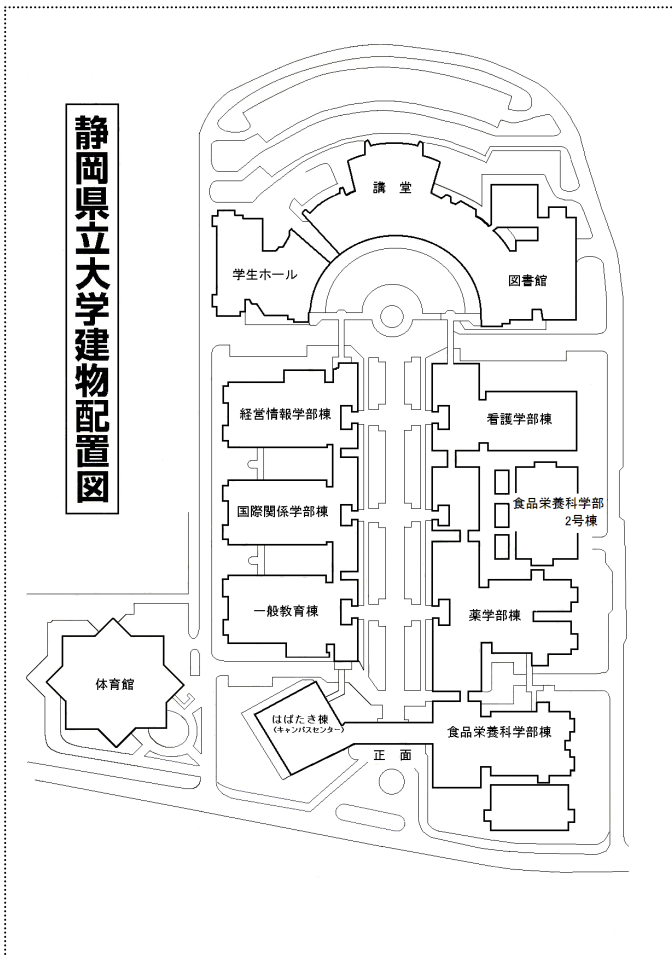 静岡県立大学建物配置図
講 堂
学生ホール
図書館
経営情報学部棟
看護学部棟
国際関係学部棟
食品栄養科学部
2号棟
一般教育棟
薬学部棟
体育館
はばたき棟
(キャンパスセンター)
食品栄養科学部棟
正 面